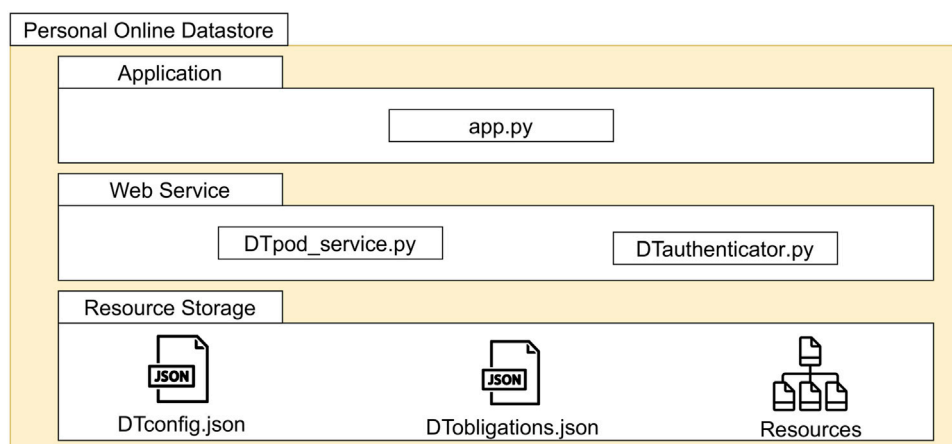 Personal Online Datastore
Application
app.py
Web Service
DTpod_service.py
DTauthenticator.py
Resource Storage
JSON
JSON
DTconfig.json
DTobligations.json
Resources